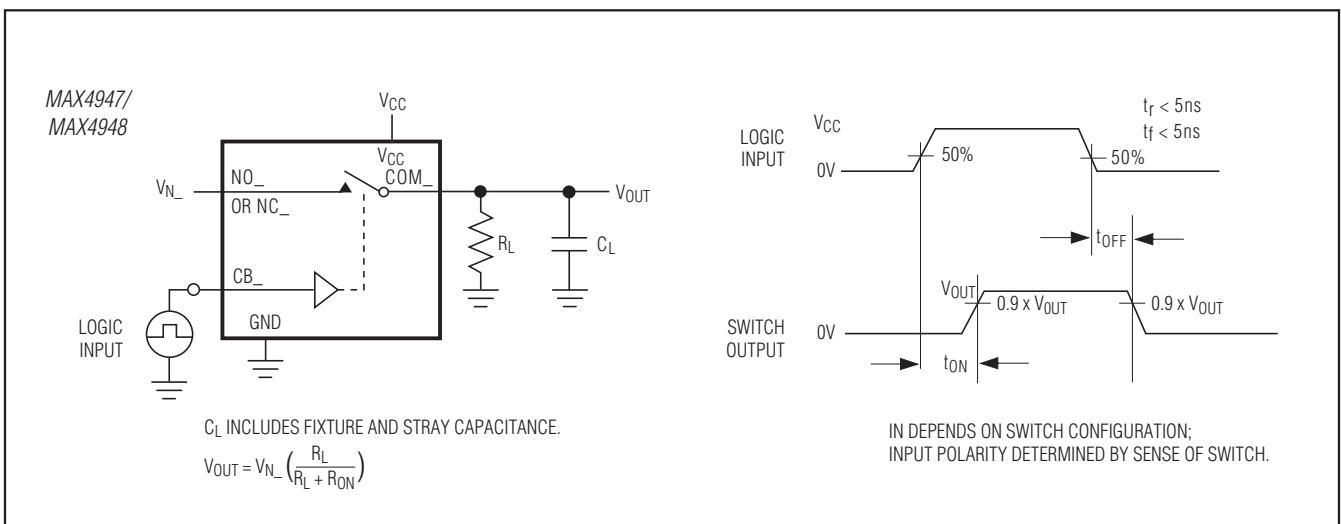 MAX4947/
MAX4948
VCC
VCC
NO_
COM_
VN_
OR NC_
VOUT
RL
CL
CB_
LOGIC
INPUT
GND
CL INCLUDES FIXTURE AND STRAY CAPACITANCE.
VOUT = VN_ (RL / RL + RON)
tr < 5ns
tf < 5ns
LOGIC
INPUT
VCC
0V
50%
50%
tOFF
SWITCH
OUTPUT
VOUT
0V
0.9 x VOUT
0.9 x VOUT
tON
IN DEPENDS ON SWITCH CONFIGURATION;
INPUT POLARITY DETERMINED BY SENSE OF SWITCH.